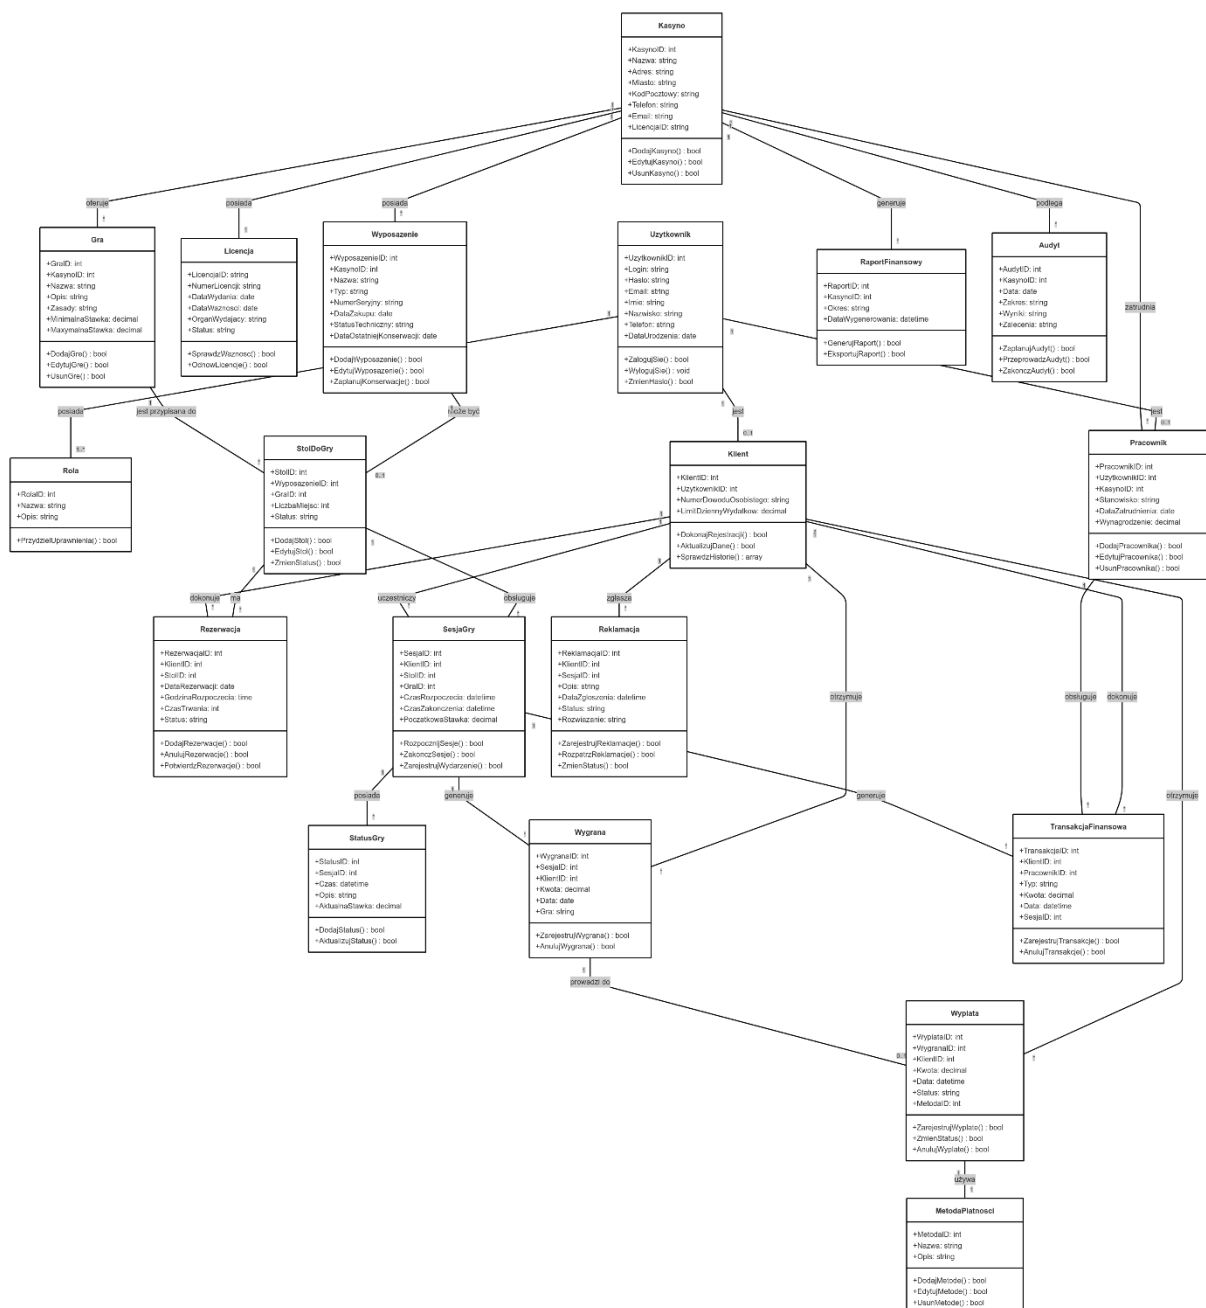 Kasyno
+KasynoID: int
+Nazwa: string
+Adres: string
+Miasto: string
+KodPocztowy: string
+Telefon: string
+Email: string
+LicencjaID: string
+DodajKasyno() : bool
+EdytujKasyno() : bool
+UsunKasyno() : bool
oferuje
posiada
posiada
generuje
podlega
zatrudnia
Gra
+GraID: int
+KasynoID: int
+Nazwa: string
+Opis: string
+Zasady: string
+MinimalnaStawka: decimal
+MaxymalnaStawka: decimal
+DodajGre() : bool
+EdytujGre() : bool
+UsunGre() : bool
Licencja
+LicencjaID: string
+NumerLicencji: string
+DataWydania: date
+DataWaznosci: date
+OrganWydajacy: string
+Status: string
+SprawdzWaznosc() : bool
+OdnowLicencje() : bool
Wyposazenie
+WyposazenieID: int
+KasynoID: int
+Nazwa: string
+Typ: string
+NumerSeryjny: string
+DataZakupu: date
+StatusTechniczny: string
+DataOstatniejKonserwacji: date
+DodajWyposazenie() : bool
+EdytujWyposazenie() : bool
+ZaplanujKonserwacje() : bool
Uzytkownik
+UzytkownikID: int
+Login: string
+Haslo: string
+Email: string
+Imie: string
+Nazwisko: string
+Telefon: string
+DataUrodzenia: date
+ZalogujSie() : bool
+WylogujSie() : void
+ZmienHaslo() : bool
RaportFinansowy
+RaportID: int
+KasynoID: int
+Okres: string
+DataWygenerowania: datetime
+GenerujRaport() : bool
+EksportujRaport() : bool
Audyt
+AudytID: int
+KasynoID: int
+Data: date
+Zakres: string
+Wyniki: string
+Zalecenia: string
+ZaplanujAudyt() : bool
+PrzeprowadzAudyt() : bool
+ZakonczAudyt() : bool
posiada
jest przypisana do
może być
jest
jest
Rola
+RolaID: int
+Nazwa: string
+Opis: string
+PrzydzielUprawnienia() : bool
StolDoGry
+StolID: int
+WyposazenieID: int
+GraID: int
+LiczbaMiejsc: int
+Status: string
+DodajStol() : bool
+EdytujStol() : bool
+ZmienStatus() : bool
Klient
+KlientID: int
+UzytkownikID: int
+NumerDowoduOsobistego: string
+LimitDziennyWydatkow: decimal
+DokonajRejestracji() : bool
+AktualizujDane() : bool
+SprawdzHistorie() : array
Pracownik
+PracownikID: int
+UzytkownikID: int
+KasynoID: int
+Stanowisko: string
+DataZatrudnienia: date
+Wynagrodzenie: decimal
+DodajPracownika() : bool
+EdytujPracownika() : bool
+UsunPracownika() : bool
dokonuje
ma
uczestniczy
obsługuje
zgłasza
Rezerwacja
+RezerwacjaID: int
+KlientID: int
+StolID: int
+DataRezerwacji: date
+GodzinaRozpoczecia: time
+CzasTrwania: int
+Status: string
+DodajRezerwacje() : bool
+AnulujRezerwacje() : bool
+PotwierdzRezerwacje() : bool
SesjaGry
+SesjaID: int
+KlientID: int
+StolID: int
+GraID: int
+CzasRozpoczecia: datetime
+CzasZakonczenia: datetime
+PoczatkowaStawka: decimal
+RozpocznijSesje() : bool
+ZakonczSesje() : bool
+ZarejestrujWydarzenie() : bool
Reklamacja
+ReklamacjaID: int
+KlientID: int
+SesjaID: int
+Opis: string
+DataZgloszenia: datetime
+Status: string
+Rozwiazanie: string
+ZarejestrujReklamacje() : bool
+RozpatrzReklamacje() : bool
+ZmienStatus() : bool
otrzymuje
obsługuje
dokonuje
posiada
generuje
generuje
otrzymuje
StatusGry
+StatusID: int
+SesjaID: int
+Czas: datetime
+Opis: string
+AktualnaStawka: decimal
+DodajStatus() : bool
+AktualizujStatus() : bool
Wygrana
+WygranaID: int
+SesjaID: int
+KlientID: int
+Kwota: decimal
+Data: date
+Gra: string
+ZarejestrujWygrana() : bool
+AnulujWygrana() : bool
TransakcjaFinansowa
+TransakcjaID: int
+KlientID: int
+PracownikID: int
+Typ: string
+Kwota: decimal
+Data: datetime
+SesjaID: int
+ZarejestrujTransakcje() : bool
+AnulujTransakcje() : bool
prowadzi do
Wyplata
+WyplataID: int
+WygranaID: int
+KlientID: int
+Kwota: decimal
+Data: datetime
+Status: string
+MetodaID: int
+ZarejestrujWyplate() : bool
+ZmienStatus() : bool
+AnulujWyplate() : bool
używa
MetodaPlatnosci
+MetodaID: int
+Nazwa: string
+Opis: string
+DodajMetode() : bool
+EdytujMetode() : bool
+UsunMetode() : bool